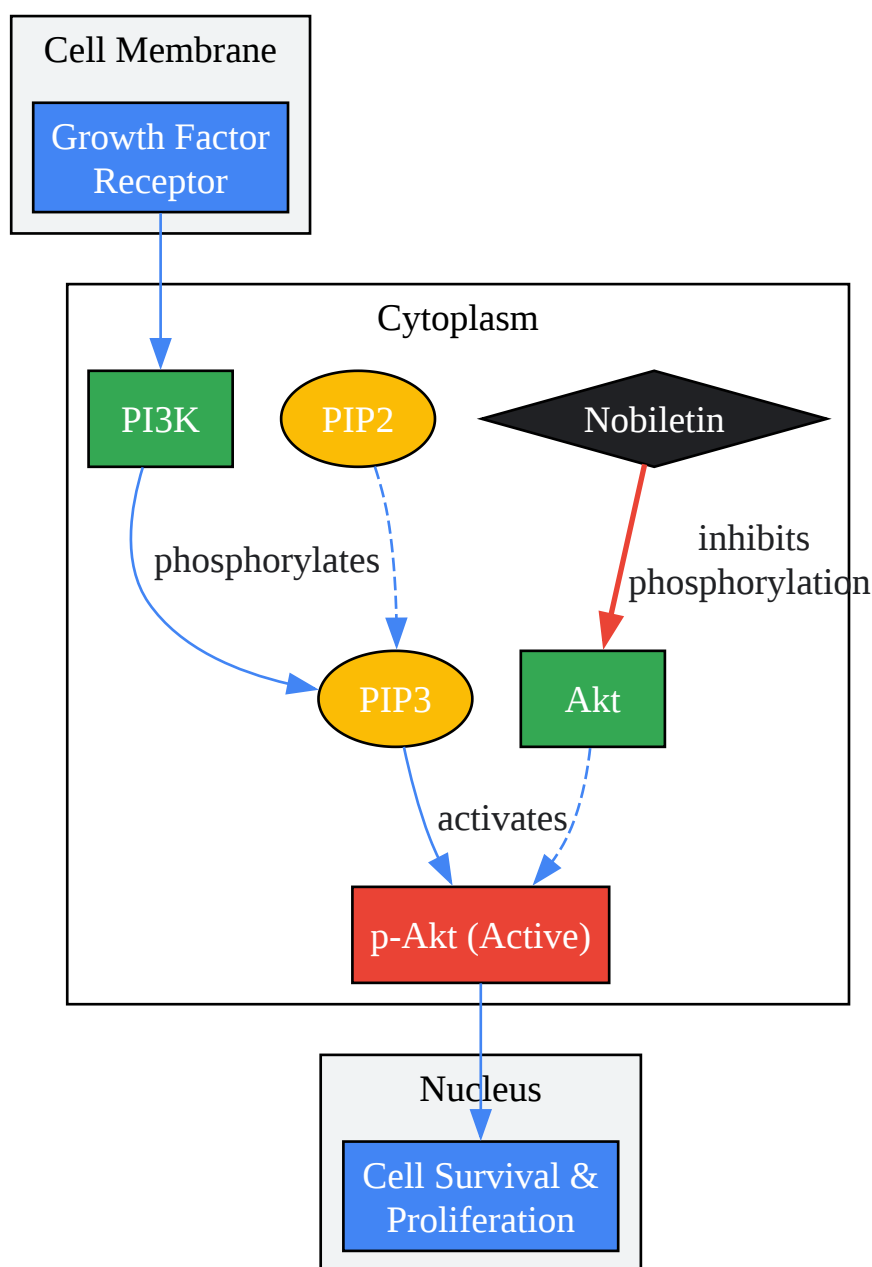 Cell Membrane
Growth Factor
Receptor
Cytoplasm
PI3K
PIP2
Nobiletin
phosphorylates
inhibits
phosphorylation
PIP3
Akt
activates
p-Akt (Active)
Nucleus
Cell Survival &
Proliferation